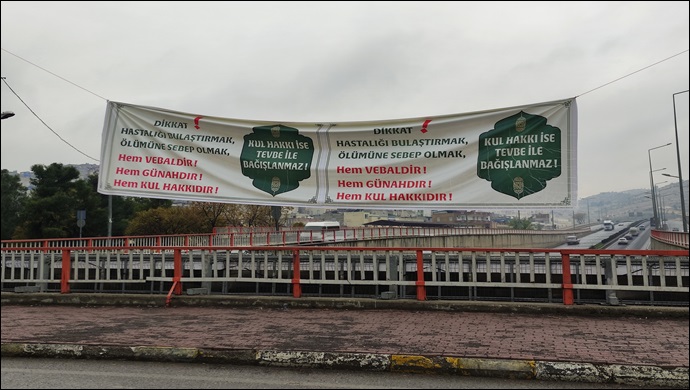 DİKKAT !
HASTALIĞI BULAŞTIRMAK,
ÖLÜMÜNE SEBEP OLMAK,
Hem VEBALDİR !
Hem GÜNAHDIR !
Hem KUL HAKKIDIR !
KUL HAKKI İSE
TEVBE İLE
BAĞIŞLANMAZ !
DİKKAT !
HASTALIĞI BULAŞTIRMAK,
ÖLÜMÜNE SEBEP OLMAK,
Hem VEBALDİR !
Hem GÜNAHDIR !
Hem KUL HAKKIDIR !
KUL HAKKI İSE
TEVBE İLE
BAĞIŞLANMAZ !